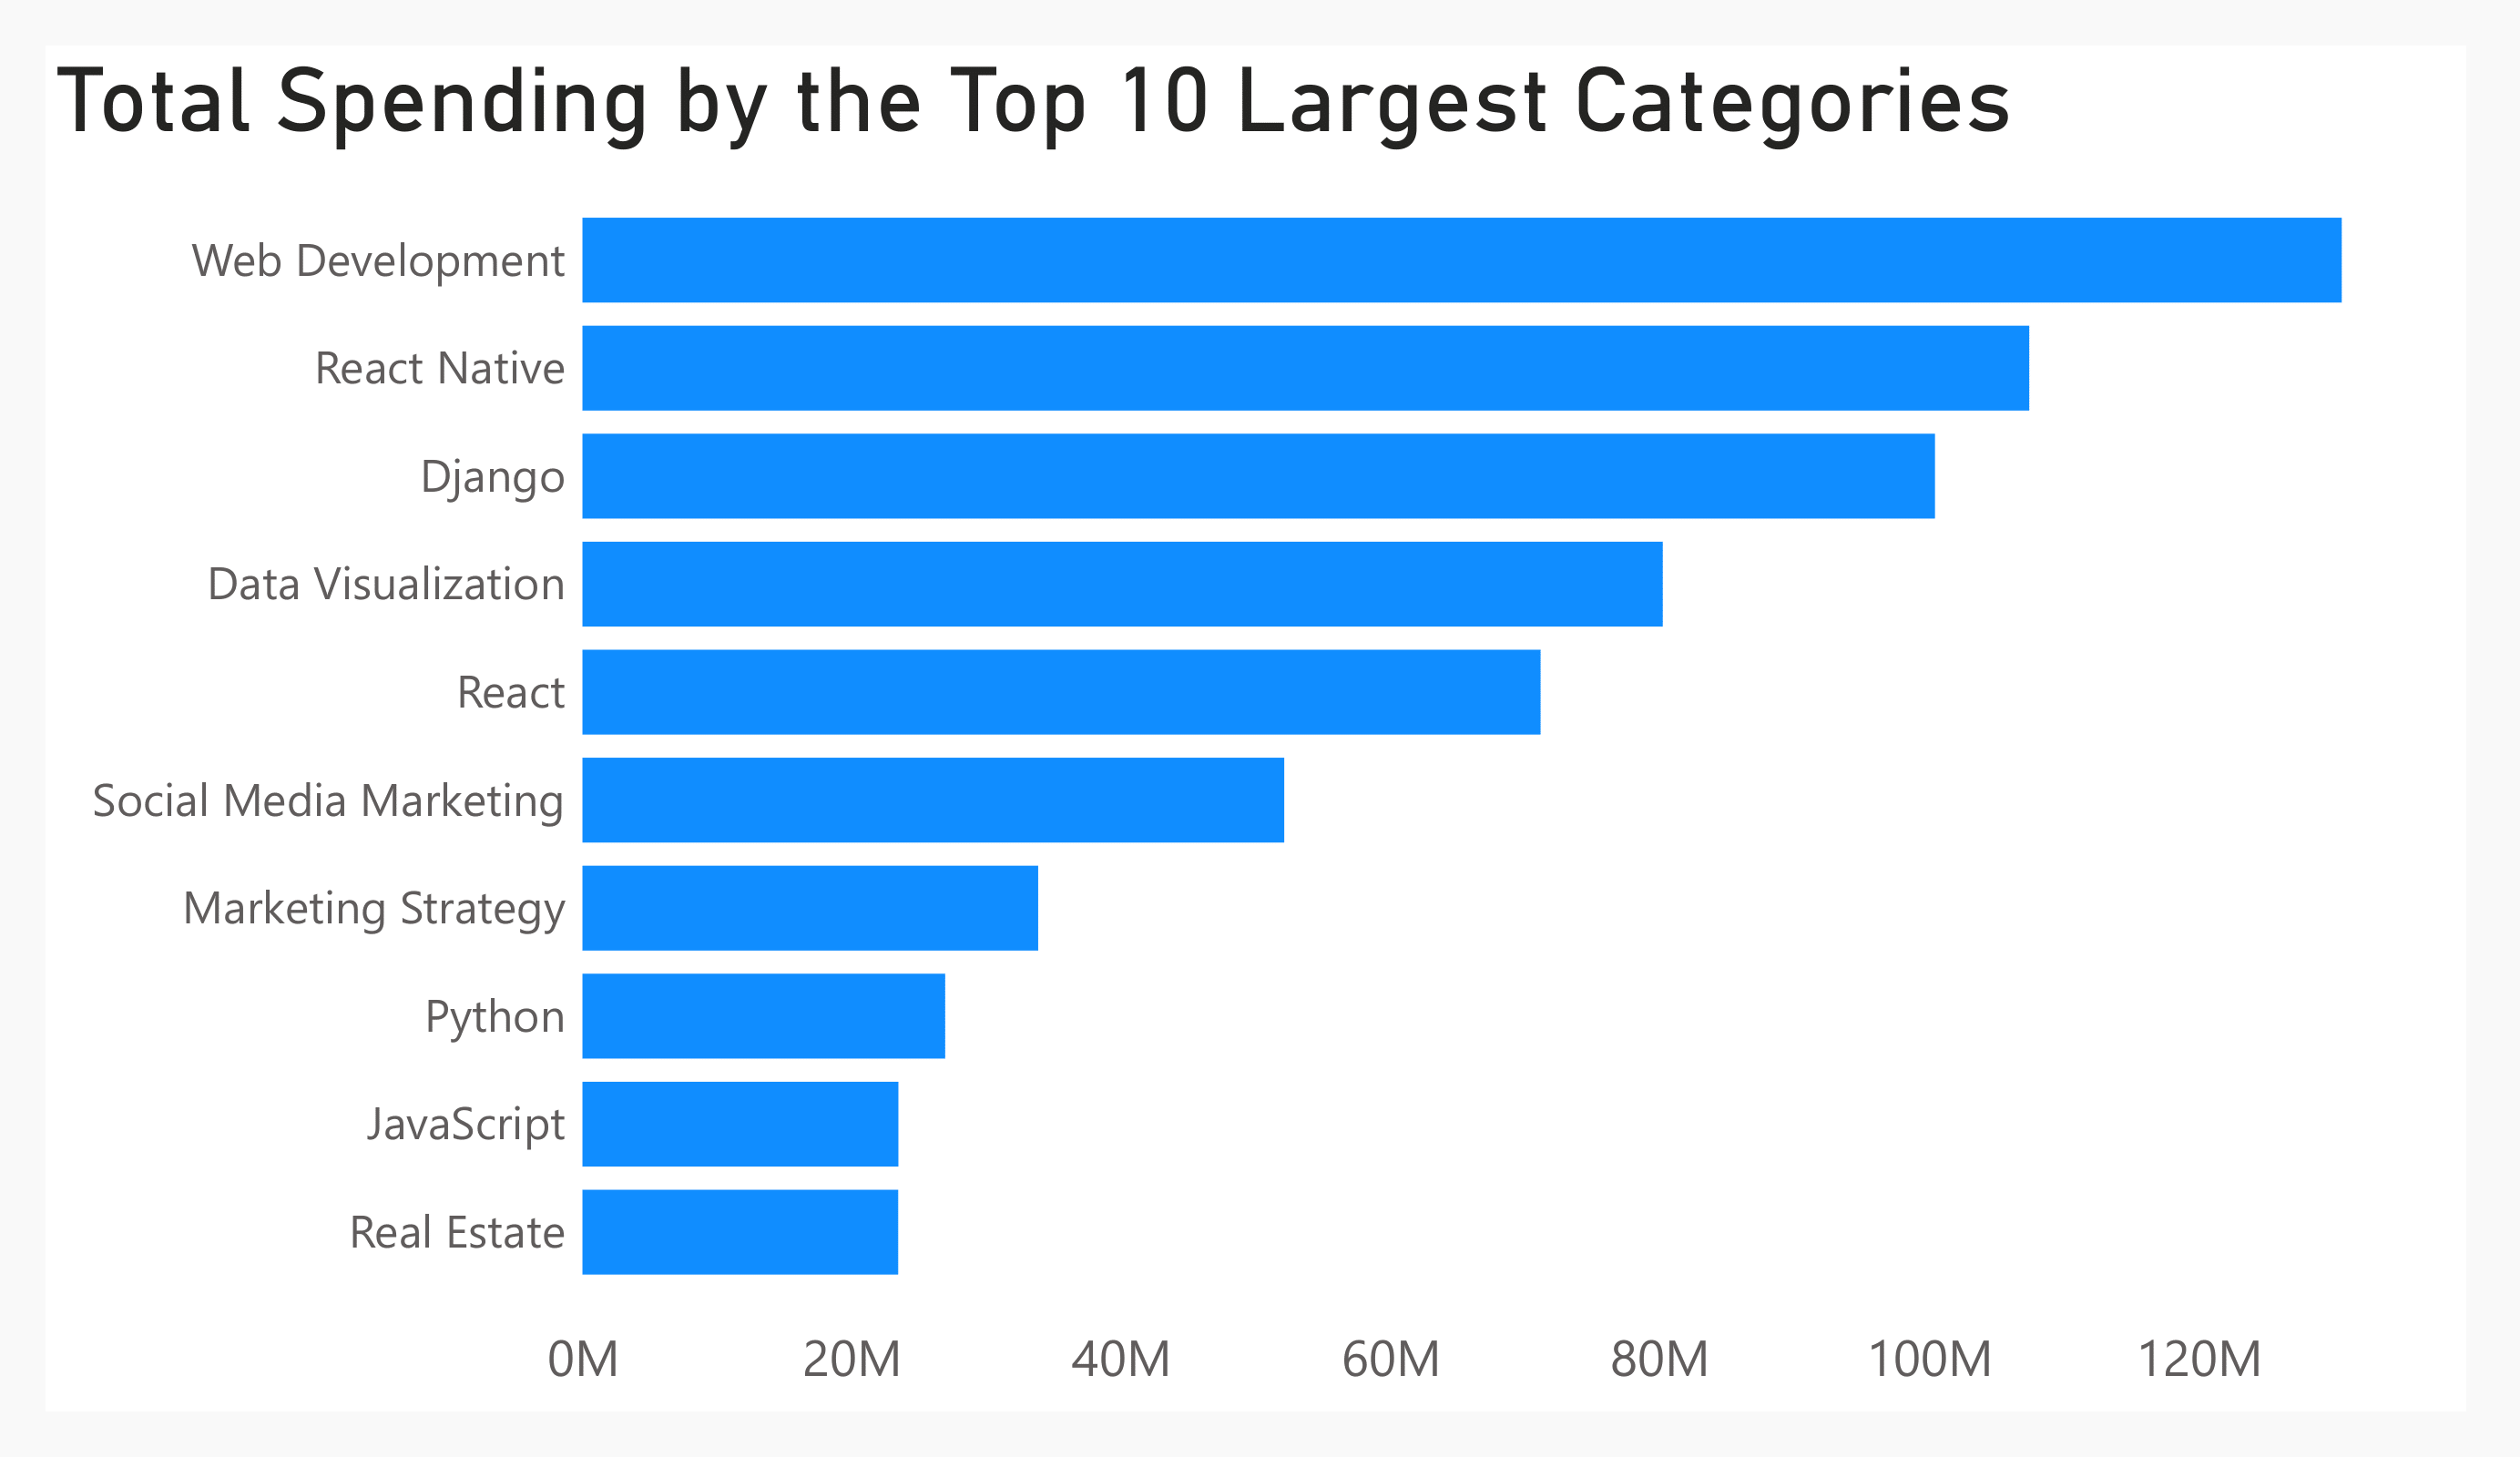 Total Spending by the Top 10 Largest Categories
Web Development
React Native
Django
Data Visualization
React
Social Media Marketing
Marketing Strategy
Python
JavaScript
Real Estate
0M 20M 40M 60M 80M 100M 120M